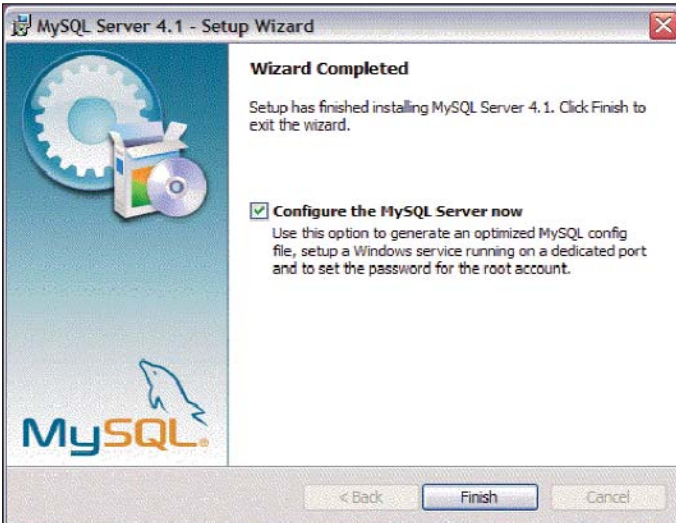 MySQL Server 4.1 - Setup Wizard
Wizard Completed
Setup has finished installing MySQL Server 4.1. Click Finish to
exit the wizard.
Configure the MySQL Server now
Use this option to generate an optimized MySQL config
file, setup a Windows service running on a dedicated port
and to set the password for the root account.
MySQL®
< Back
Finish
Cancel